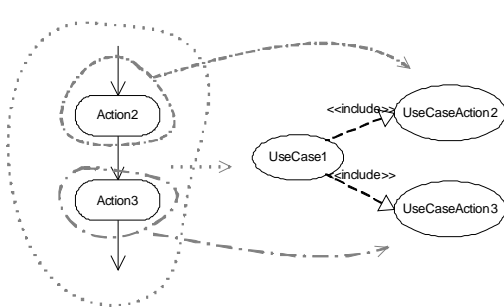 Action2
<<include>>
UseCaseAction2
UseCase1
<<include>>
Action3
UseCaseAction3